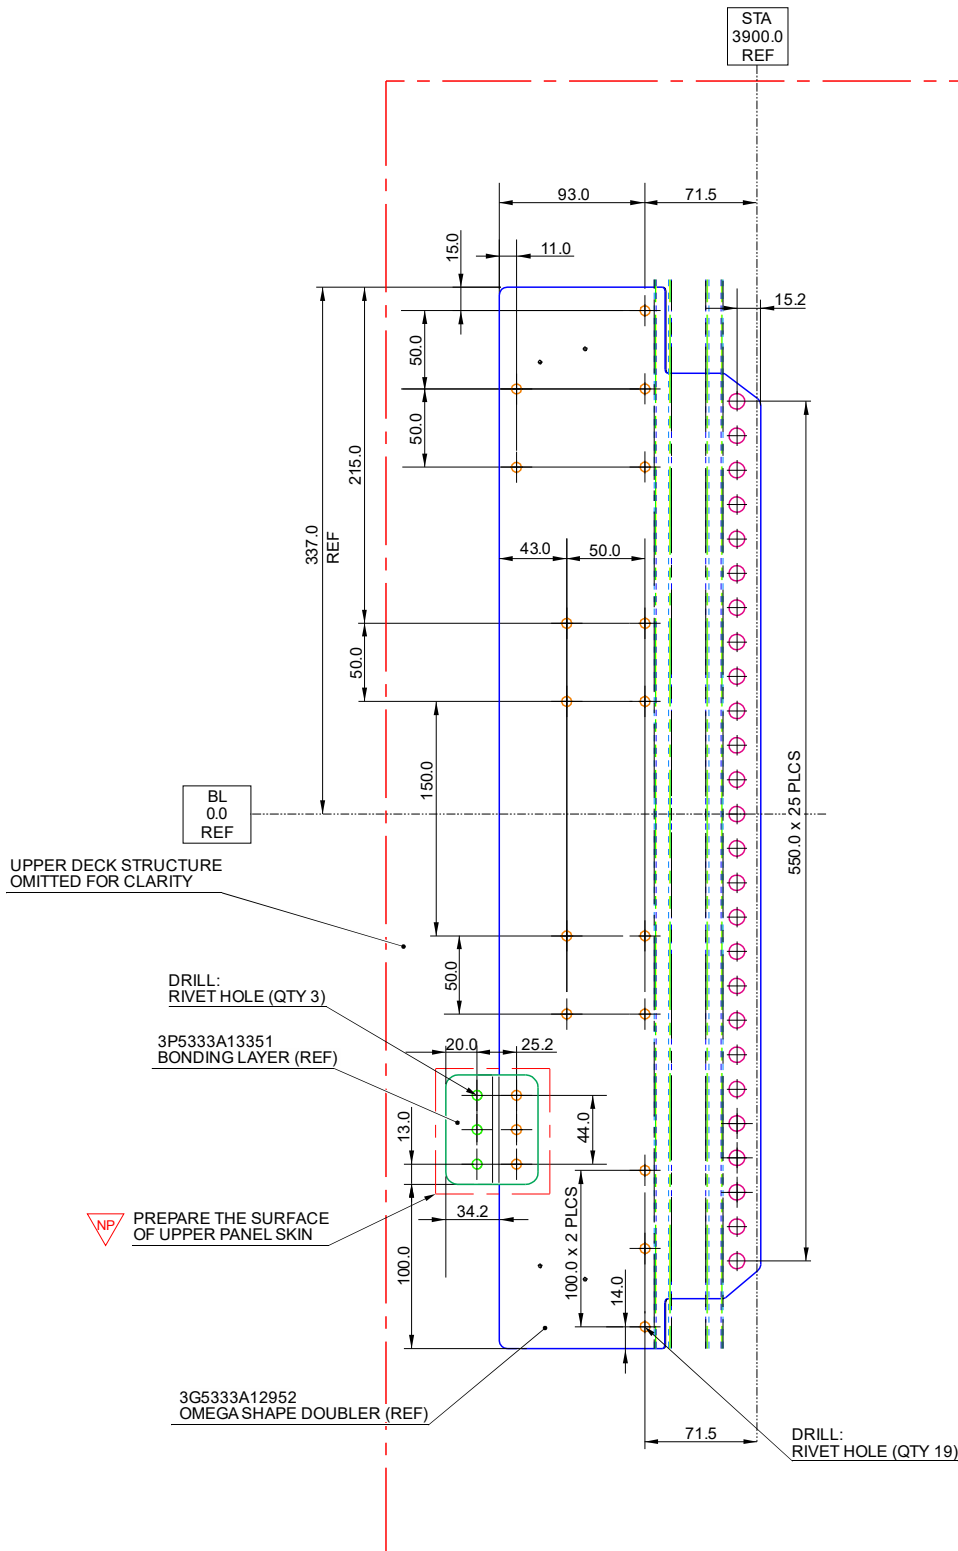 STA
3900.0
REF
93.0
71.5
15.0
11.0
15.2
50.0
50.0
215.0
337.0
REF
43.0
50.0
50.0
150.0
550.0 x 25 PLCS
BL
0.0
REF
UPPER DECK STRUCTURE
OMITTED FOR CLARITY
50.0
DRILL:
RIVET HOLE (QTY 3)
3P5333A13351
BONDING LAYER (REF)
20.0
25.2
13.0
44.0
NP
PREPARE THE SURFACE
OF UPPER PANEL SKIN
34.2
100.0
100.0 x 2 PLCS
14.0
3G5333A12952
OMEGA SHAPE DOUBLER (REF)
71.5
DRILL:
RIVET HOLE (QTY 19)